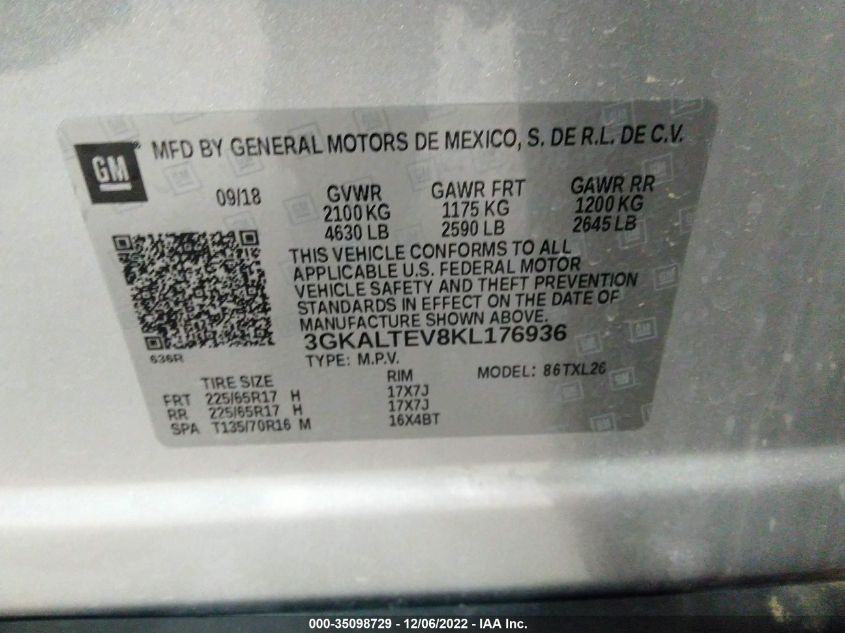 GM
MFD BY GENERAL MOTORS DE MEXICO, S. DE R.L. DE C.V.
09/18 GVWR GAWR FRT GAWR RR
2100 KG 1175 KG 1200 KG
4630 LB 2590 LB 2645 LB
THIS VEHICLE CONFORMS TO ALL
APPLICABLE U.S. FEDERAL MOTOR
VEHICLE SAFETY AND THEFT PREVENTION
STANDARDS IN EFFECT ON THE DATE OF
MANUFACTURE SHOWN ABOVE.
636R
3GKALTEV8KL176936
TYPE: M.P.V.
MODEL: 86TXL26
TIRE SIZE RIM
FRT 225/65R17 H 17X7J
RR 225/65R17 H 17X7J
SPA T135/70R16 M 16X4BT
000-35098729 - 12/06/2022 - IAA Inc.